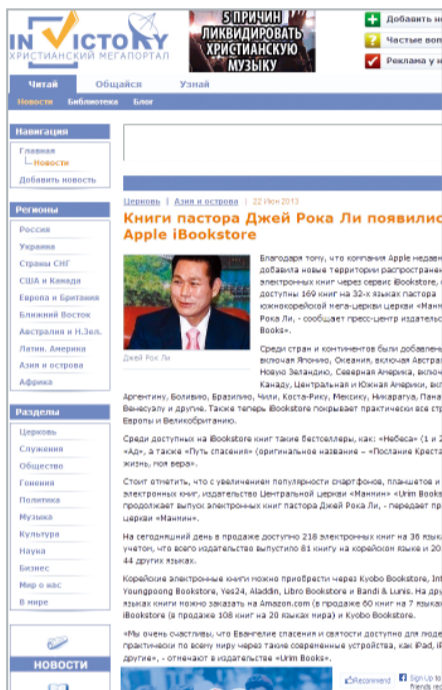 IN VICTORY
ХРИСТИАНСКИЙ МЕГАПОРТАЛ
5 ПРИЧИН
ЛИКВИДИРОВАТЬ
ХРИСТИАНСКУЮ
МУЗЫКУ
Добавить но
Частые воп
Реклама у н
Читай Общайся Узнай
Новости Библиотека Блог
Навигация
Главная
Новости
Добавить новость
Регионы
Россия
Украина
Страны СНГ
США и Канада
Европа и Британия
Ближний Восток
Австралия и Н.Зел.
Латин. Америка
Азия и острова
Африка
Разделы
Церковь
Служения
Общество
Гонения
Политика
Музыка
Культура
Наука
Бизнес
Мир о нас
В мире
НОВОСТИ
Церковь | Азия и острова | 22 Июн 2013
Книги пастора Джей Рока Ли появилис
Apple iBookstore
Джей Рок Ли
Благодаря тому, что компания Apple недавн
добавила новые территории распространен
электронных книг через сервис iBookstore,
доступны 169 книг на 32-х языках пастора
южнокорейской мега-церкви церкви «Манм
Рока Ли, - сообщает пресс-центр издательс
Books».
Среди стран и континентов были добавлен
включая Японию, Океания, включая Австра
Новую Зеландию, Северная Америка, включ
Канаду, Центральная и Южная Америки, вкл
Аргентину, Боливию, Бразилию, Чили, Коста-Рику, Мексику, Никарагуа, Пана
Венесуэлу и другие. Также теперь iBookstore покрывает практически все стр
Европы и Великобританию.
Среди доступных на iBookstore книг такие бестселлеры, как: «Небеса» (1 и 2
«Ад», а также «Путь спасения» (оригинальное название – «Послание Креста
жизнь, моя вера».
Стоит отметить, что с увеличением популярности смартфонов, планшетов и
электронных книг, издательство Центральной церкви «Манмин» «Urim Books
продолжает выпуск электронных книг пастора Джей Рока Ли, - передает пр
церкви «Манмин».
На сегодняшний день в продаже доступно 218 электронных книг на 36 язык
учетом, что всего издательство выпустило 81 книгу на корейском языке и 20
44 других языках.
Корейские электронные книги можно приобрести через Kyobo Bookstore, Int
Youngpoong Bookstore, Yes24, Aladdin, Libro Bookstore и Bandi & Lunis. На дру
языках книги можно заказать на Amazon.com (в продаже 60 книг на 7 языка
iBookstore (в продаже 108 книг на 20 языках мира) и Kyobo Bookstore.
«Мы очень счастливы, что Евангелие спасения и святости доступно для люде
практически по всему миру через такие современные устройства, как iPad, iP
другие», - отмечают в издательстве «Urim Books».
Recommend Sign Up to
friends rec